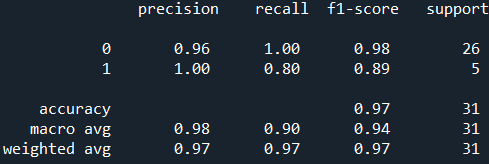 precision recall f1-score support
0 0.96 1.00 0.98 26
1 1.00 0.80 0.89 5
accuracy 0.97 31
macro avg 0.98 0.90 0.94 31
weighted avg 0.97 0.97 0.97 31